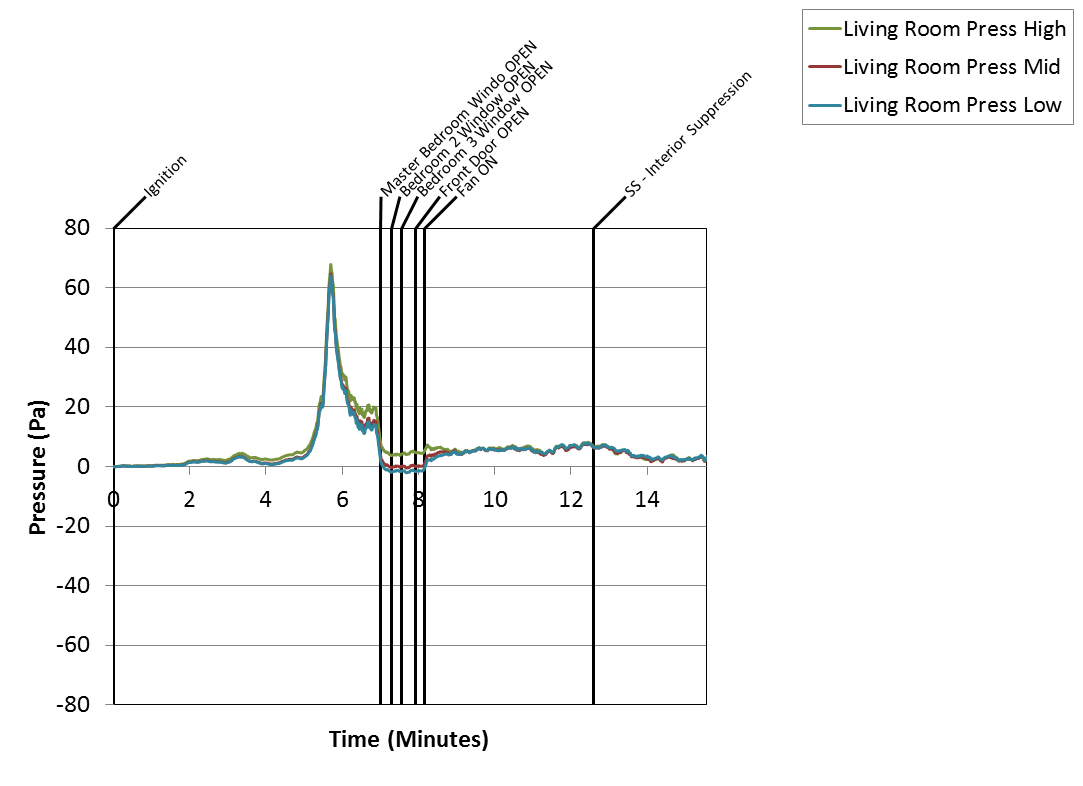 Living Room Press High
Living Room Press Mid
Living Room Press Low
Ignition
Master Bedroom Windo OPEN
Bedroom 2 Window OPEN
Bedroom 3 Window OPEN
Front Door OPEN
Fan ON
SS - Interior Suppression
80
60
40
20
0
-20
-40
-60
-80
0 2 4 6 8 10 12 14
Pressure (Pa)
Time (Minutes)